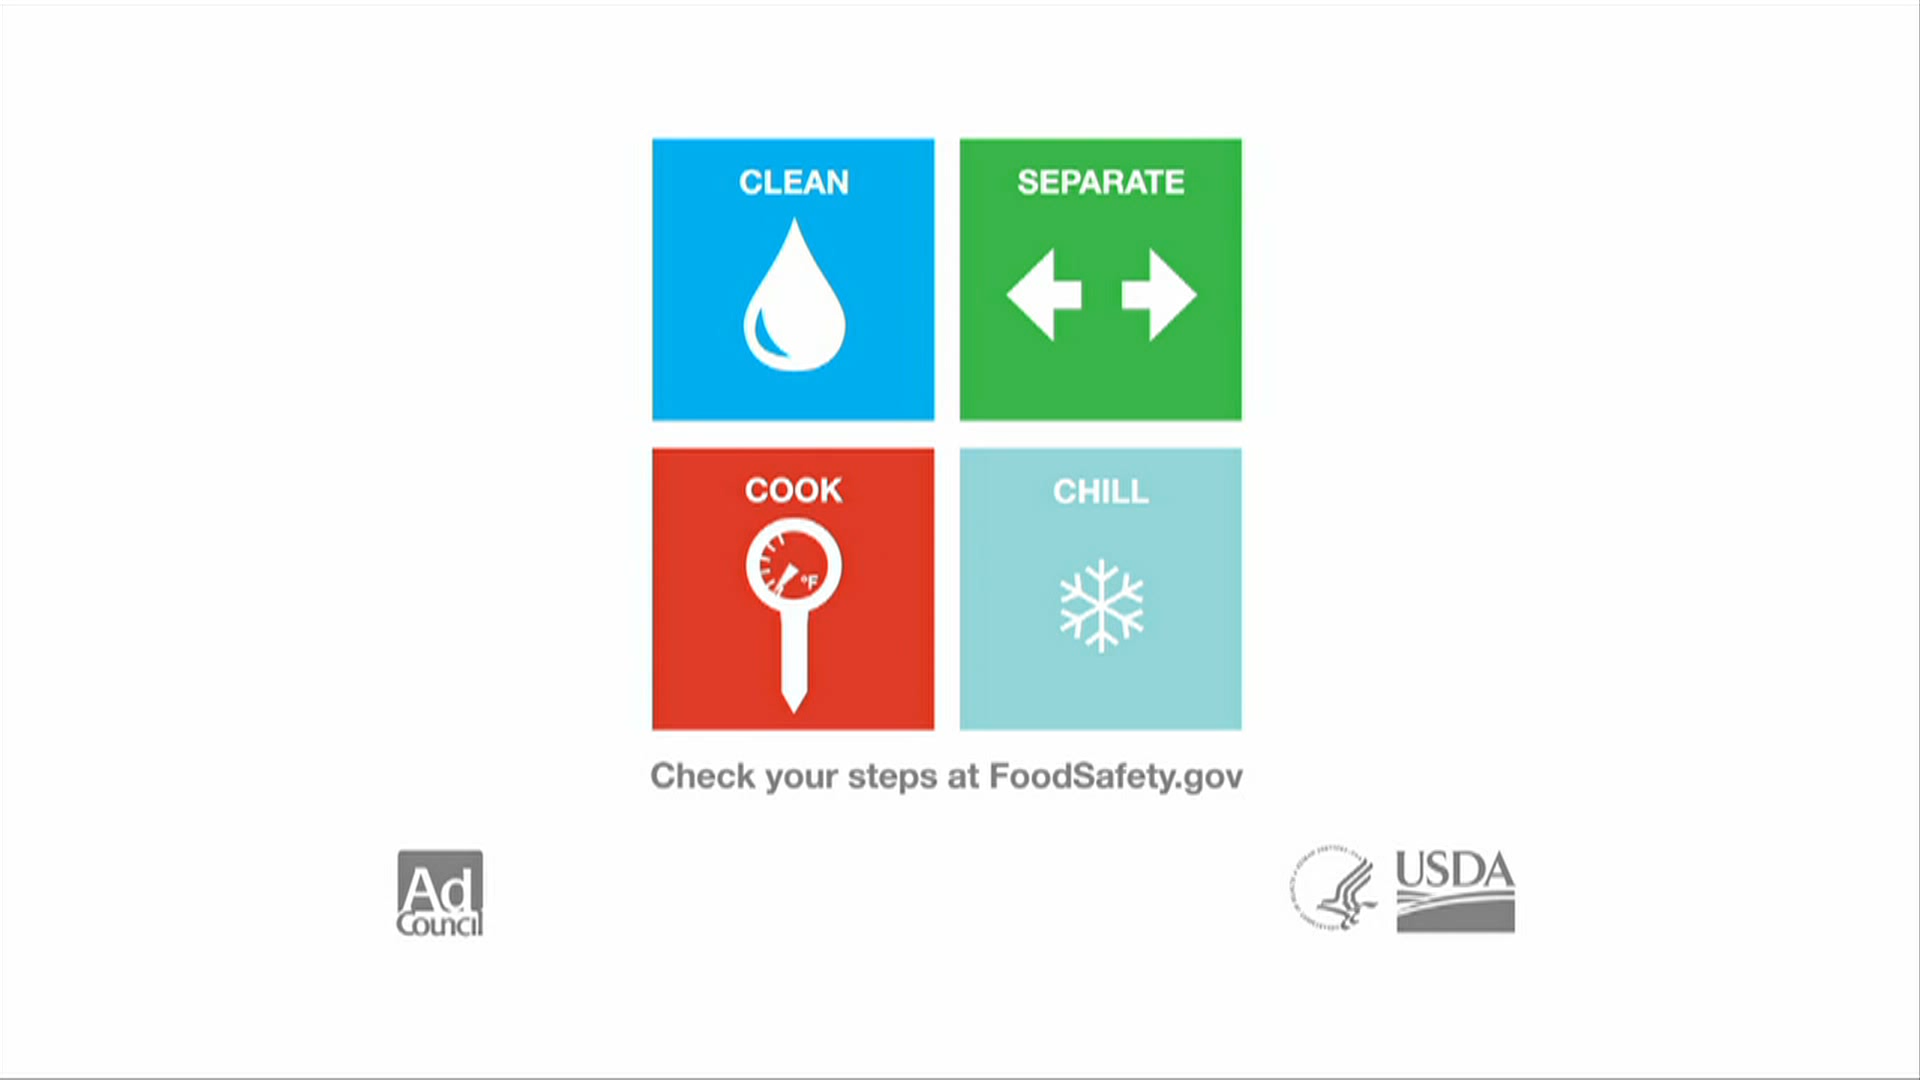 CLEAN
SEPARATE
COOK
°F
CHILL
Check your steps at FoodSafety.gov
Ad
Council
USDA